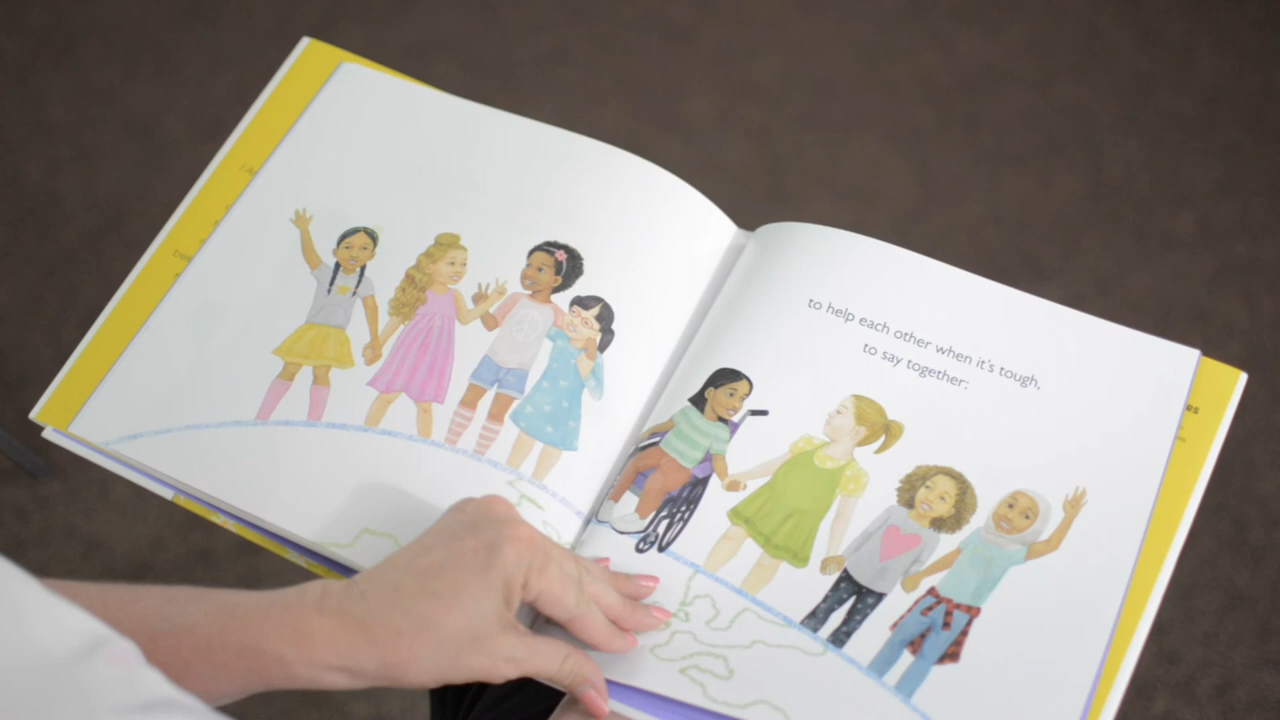 to help each other when it's tough,
to say together: